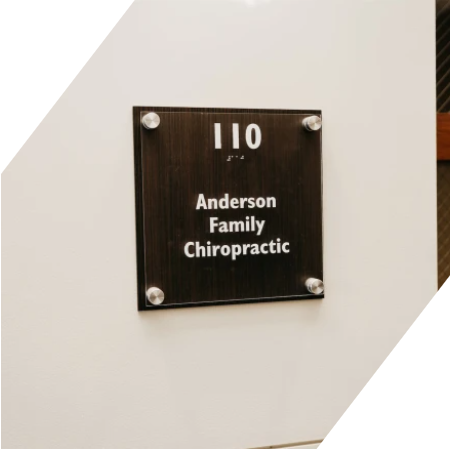 110
Anderson
Family
Chiropractic